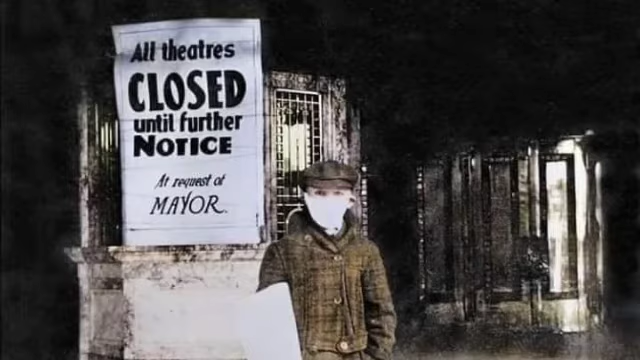 All theatres
CLOSED
until further
NOTICE
At request of
MAYOR.